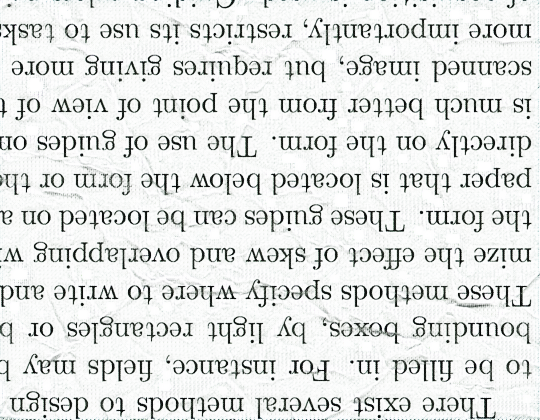 There exist several methods to design
to be filled in. For instance, fields may b
bounding boxes, by light rectangles or b
These methods specify where to write and
mize the effect of skew and overlapping wi
the form. These guides can be located on a
paper that is located below the form or the
directly on the form. The use of guides on
is much better from the point of view of t
scanned image, but requires giving more
more importantly, restricts its use to tasks